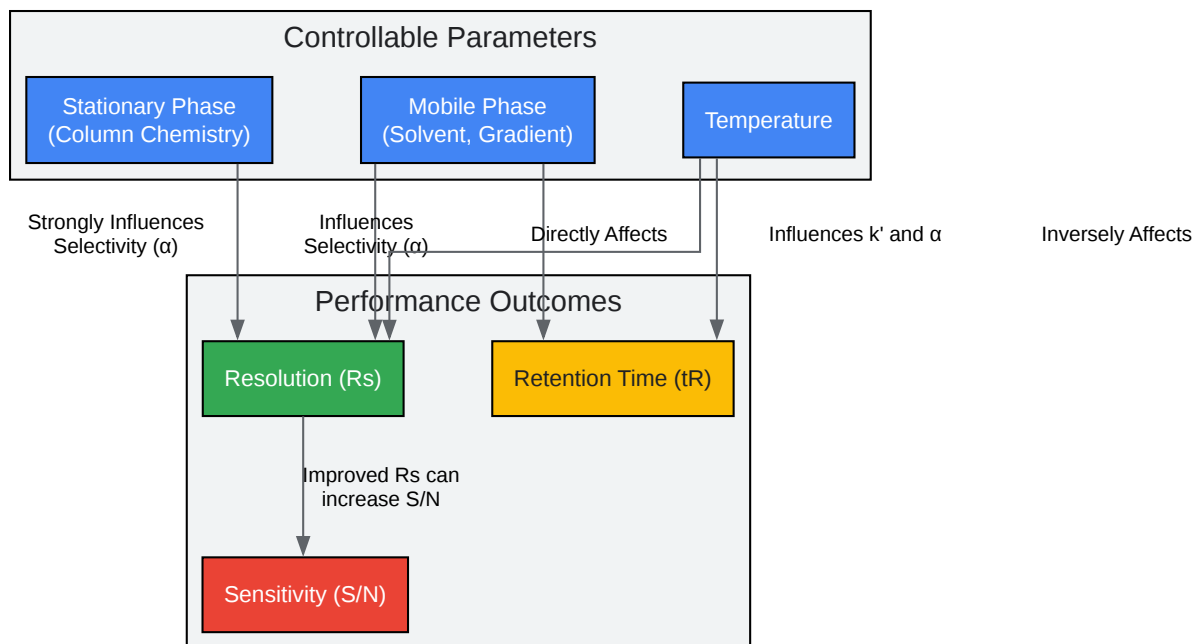 Controllable Parameters
Stationary Phase
(Column Chemistry)
Mobile Phase
(Solvent, Gradient)
Temperature
Strongly Influences
Selectivity (α)
Influences
Selectivity (α)
Directly Affects
Influences k' and α
Inversely Affects
Performance Outcomes
Resolution (Rs)
Retention Time (tR)
Improved Rs can
increase S/N
Sensitivity (S/N)